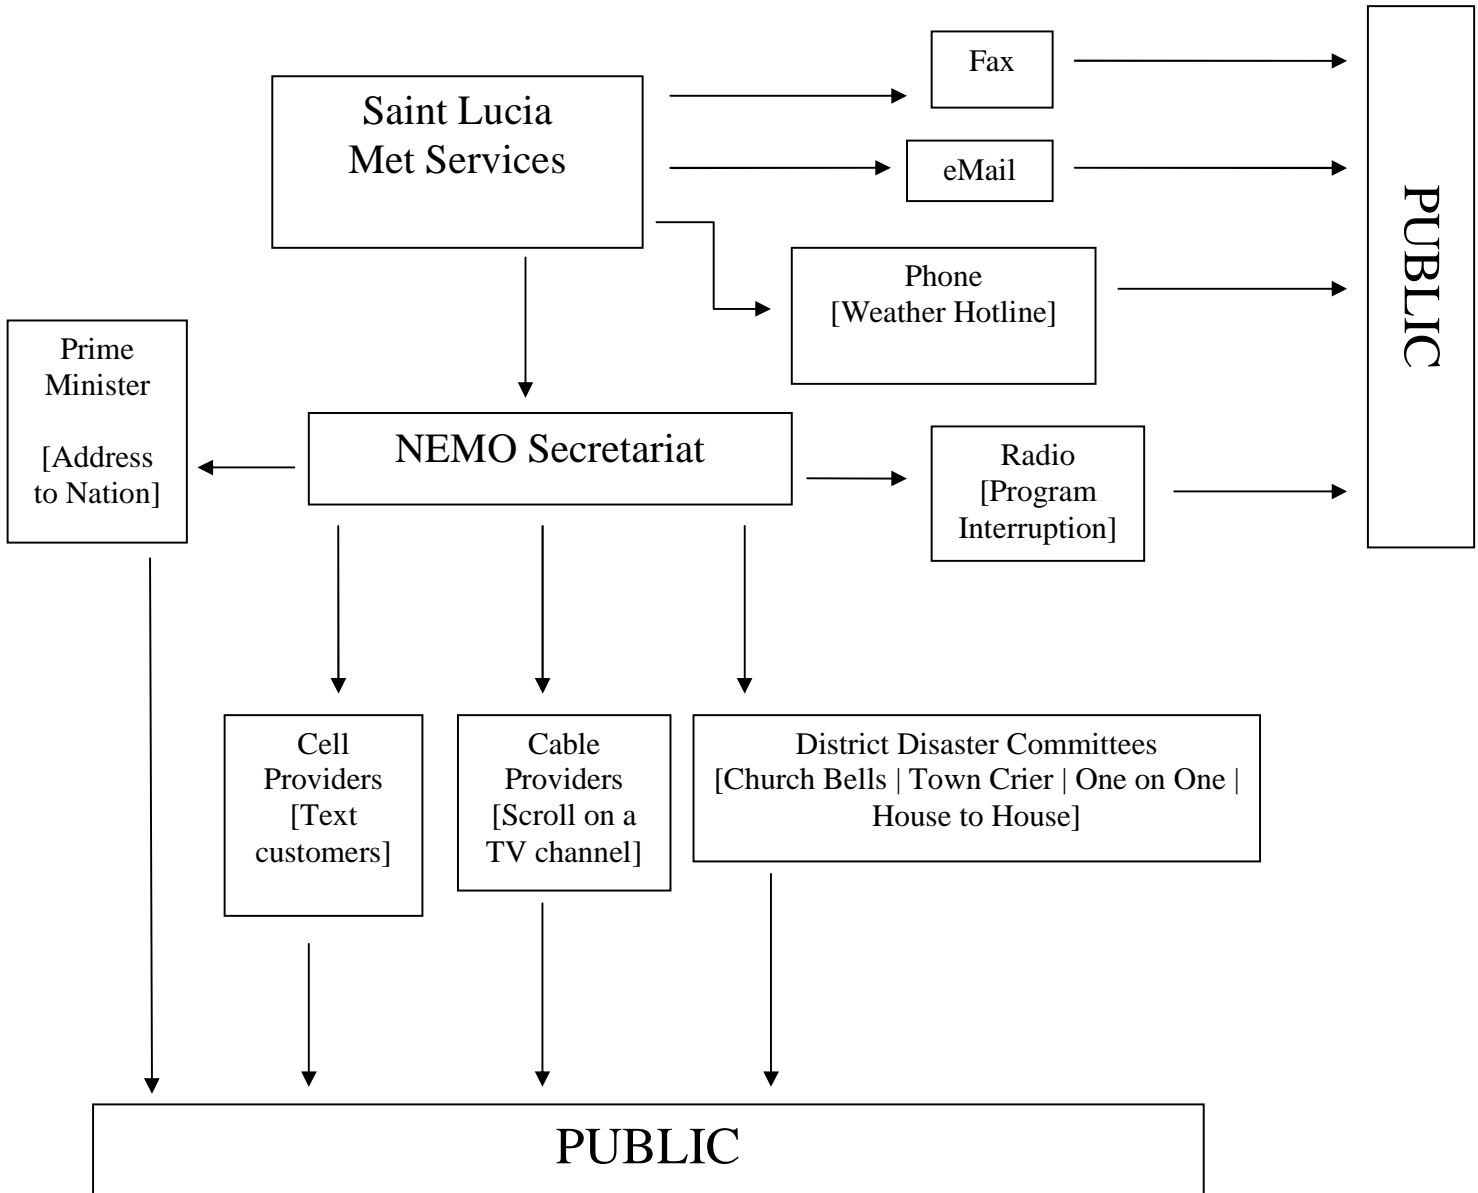 Fax
Saint Lucia
Met Services
eMail
PUBLIC
Phone
[Weather Hotline]
Prime
Minister
[Address
to Nation]
NEMO Secretariat
Radio
[Program
Interruption]
Cell
Providers
[Text
customers]
Cable
Providers
[Scroll on a
TV channel]
District Disaster Committees
[Church Bells | Town Crier | One on One |
House to House]
PUBLIC